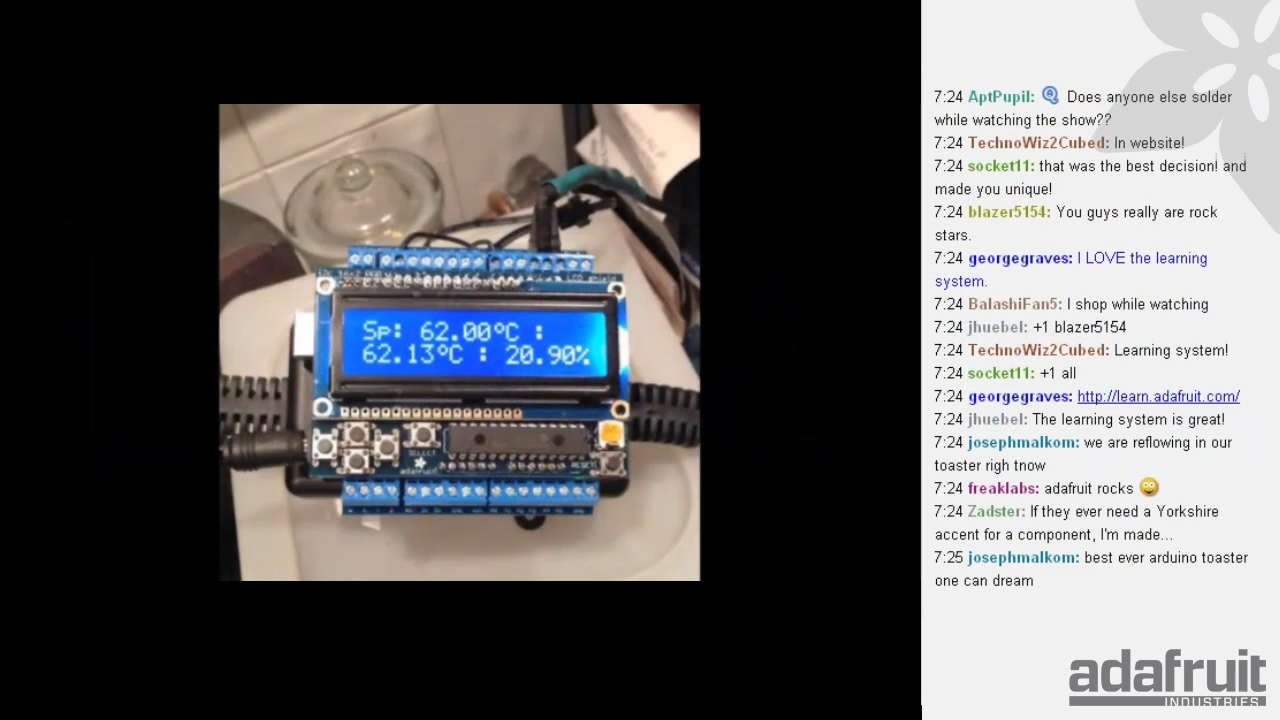 Sp: 62.00°C :
62.13°C : 20.90%
SELECT
adafruit
RESET
7:24 AptPupil: Does anyone else solder
while watching the show??
7:24 TechnoWiz2Cubed: In website!
7:24 socket11: that was the best decision! and
made you unique!
7:24 blazer5154: You guys really are rock
stars.
7:24 georgegraves: I LOVE the learning
system.
7:24 BalashiFan5: I shop while watching
7:24 jhuebel: +1 blazer5154
7:24 TechnoWiz2Cubed: Learning system!
7:24 socket11: +1 all
7:24 georgegraves: http://learn.adafruit.com/
7:24 jhuebel: The learning system is great!
7:24 josephmalkom: we are reflowing in our
toaster righ tnow
7:24 freaklabs: adafruit rocks
7:24 Zadster: If they ever need a Yorkshire
accent for a component, I'm made...
7:25 josephmalkom: best ever arduino toaster
one can dream
adafruit
INDUSTRIES